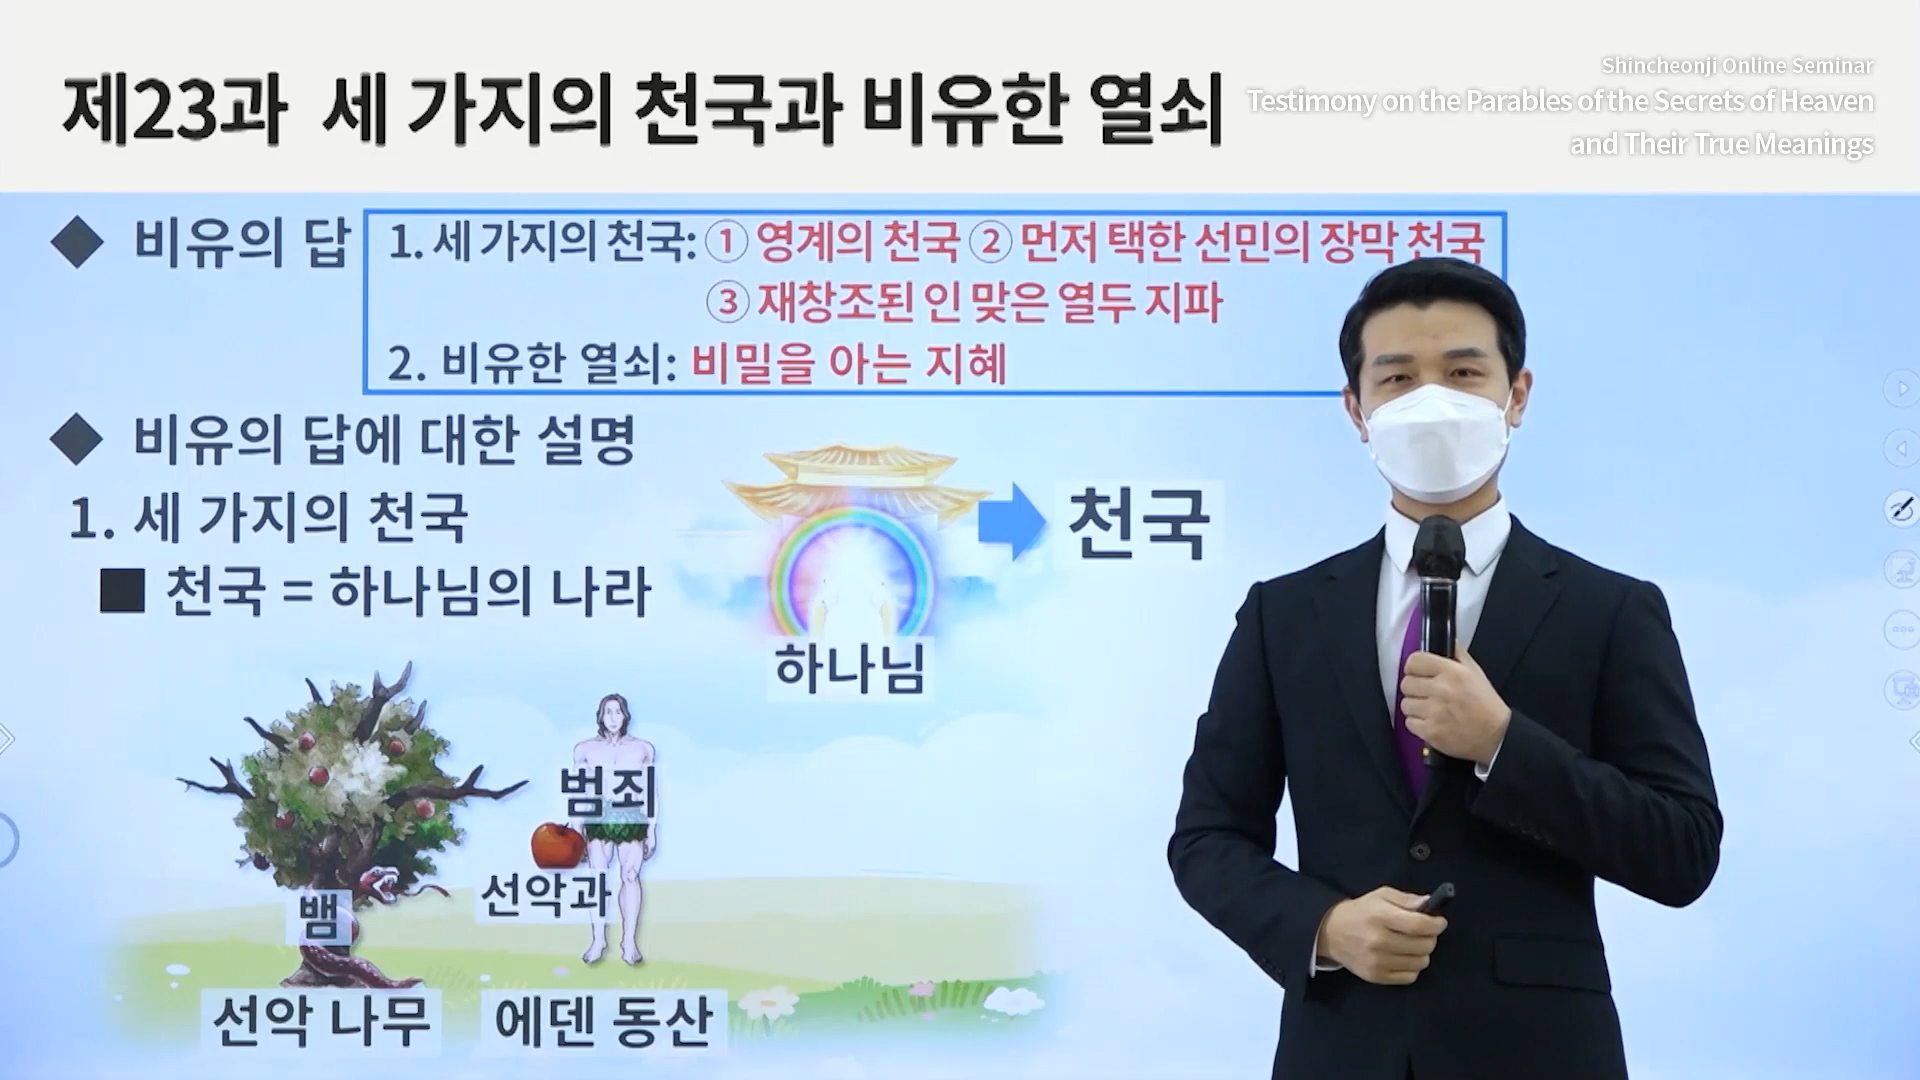 제23과 세 가지의 천국과 비유한 열쇠
Shincheonji Online Seminar
Testimony on the Parables of the Secrets of Heaven
and Their True Meanings
◆ 비유의 답
1. 세 가지의 천국: ① 영계의 천국 ② 먼저 택한 선민의 장막 천국
③ 재창조된 인 맞은 열두 지파
2. 비유한 열쇠: 비밀을 아는 지혜
◆ 비유의 답에 대한 설명
1. 세 가지의 천국
■ 천국 = 하나님의 나라
천국
하나님
범죄
선악과
뱀
선악 나무
에덴 동산